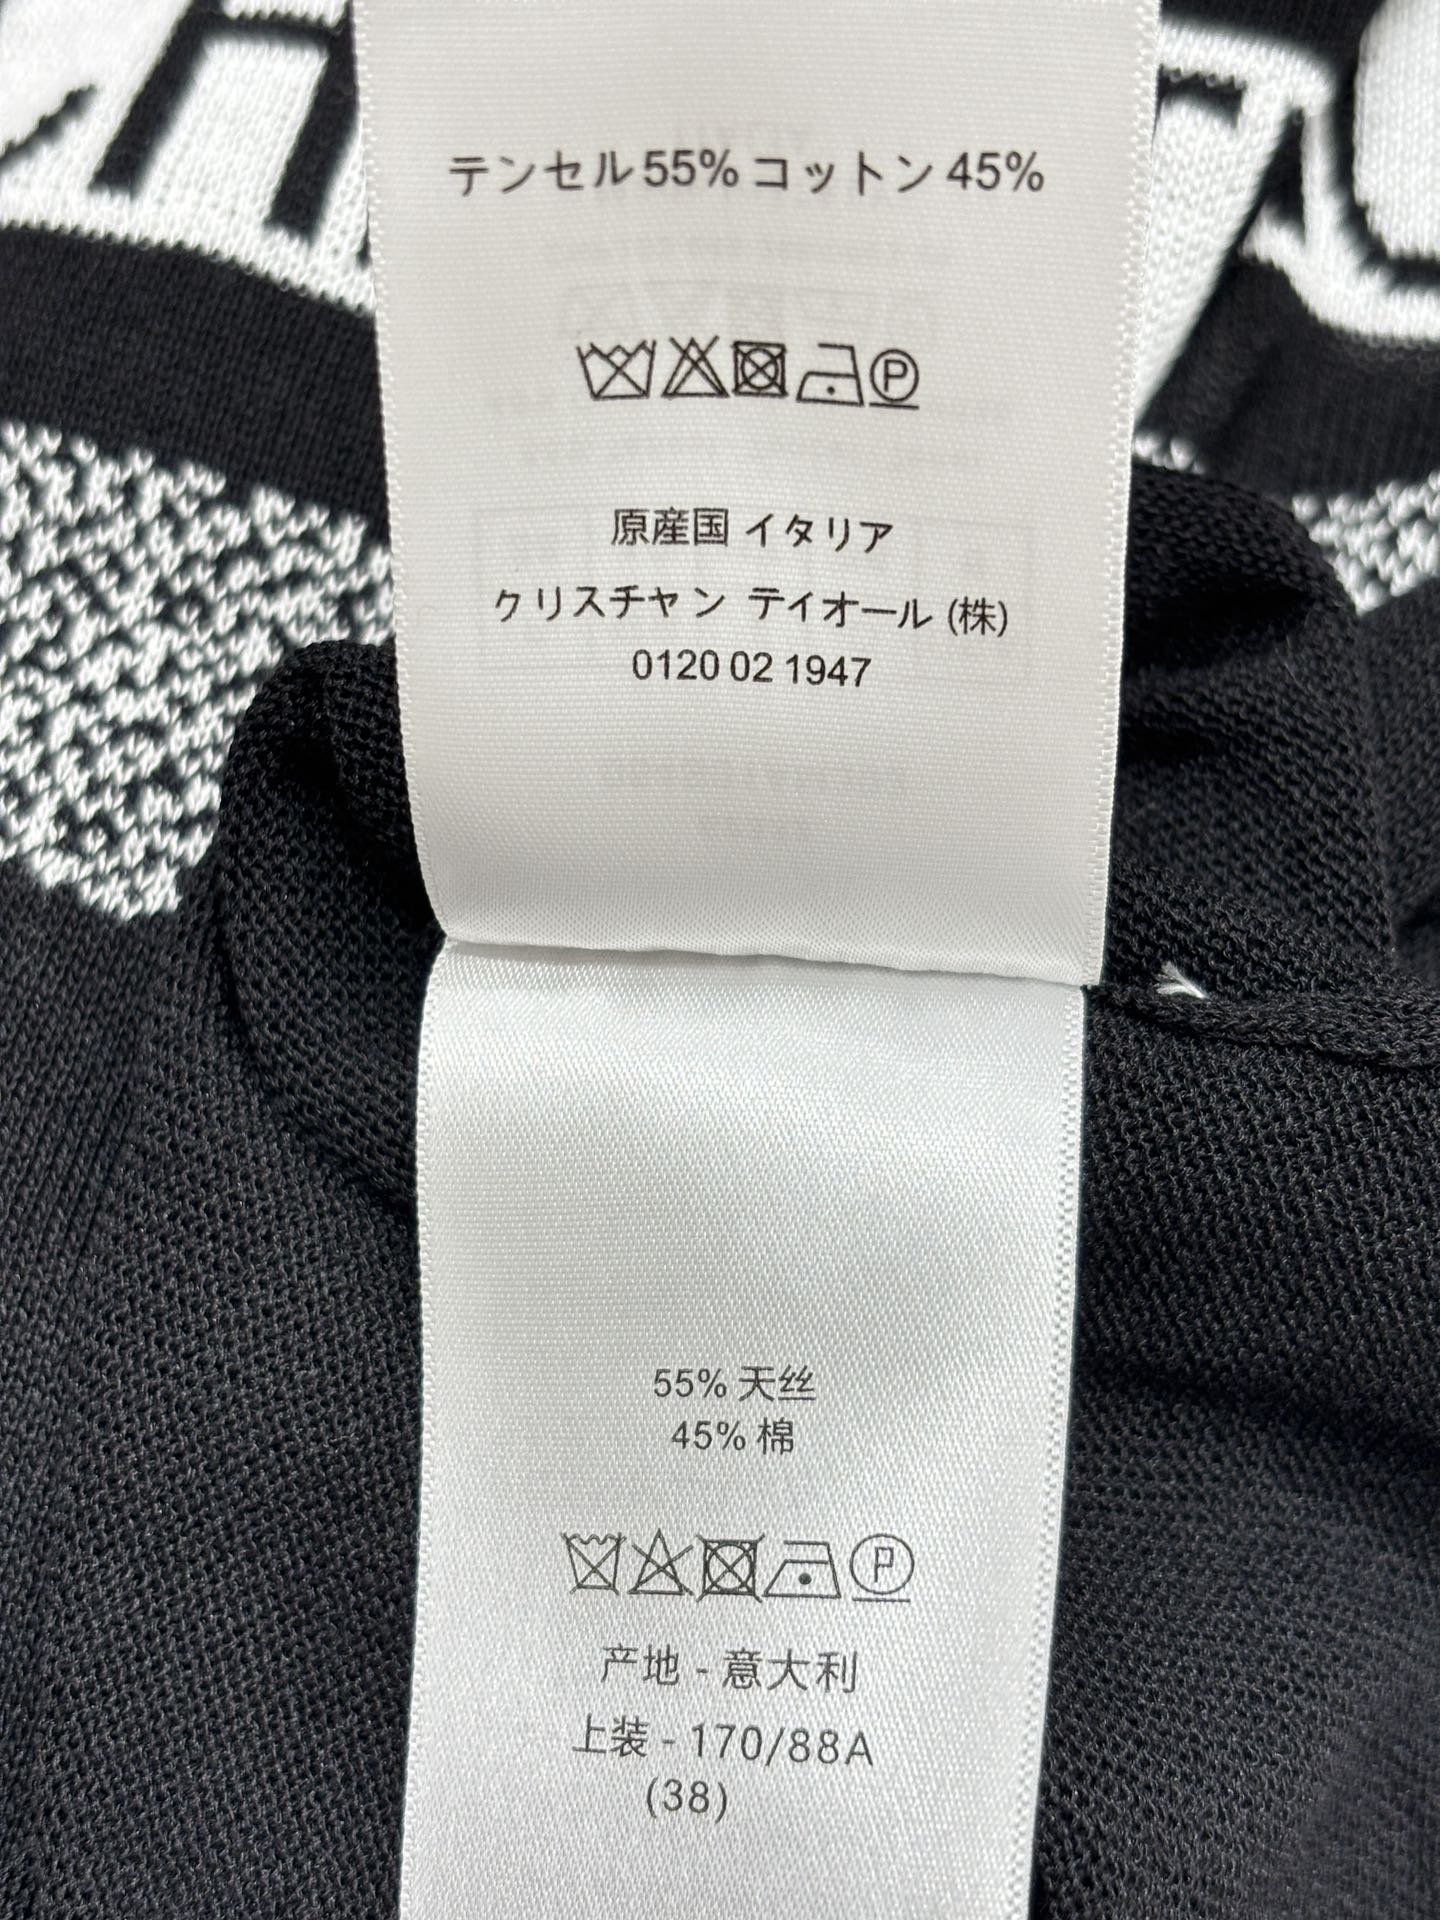 テンセル 55% コットン 45%
P
原産国 イタリア
クリスチャン ディオール (株)
0120 02 1947
55% 天丝
45% 棉
P
产地 - 意大利
上装 - 170/88A
(38)